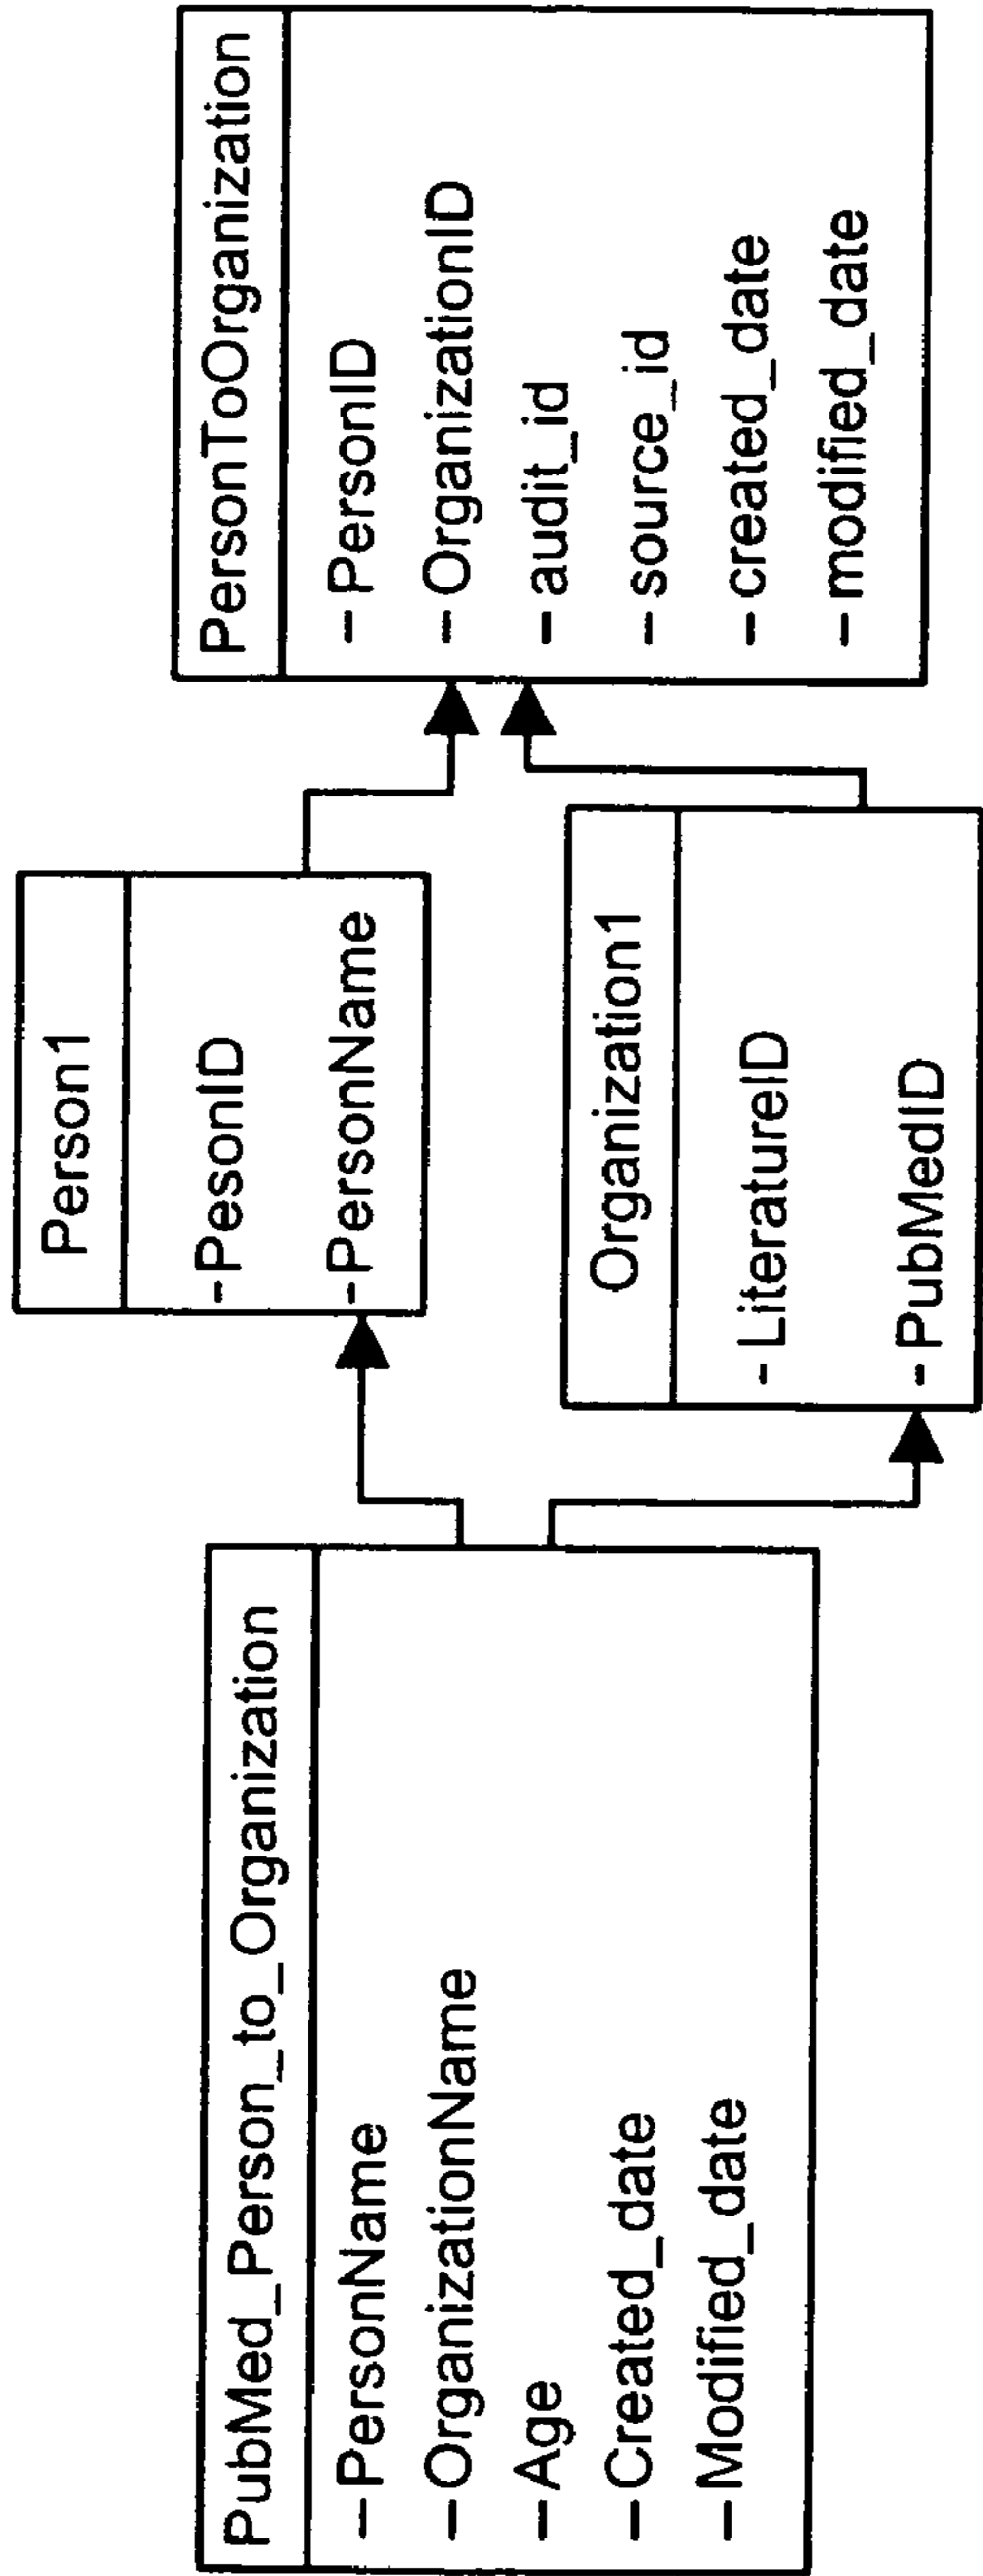 PubMed_Person_to_Organization
– PersonName
– OrganizationName
– Age
– Created_date
– Modified_date
Person1
- PesonID
- PersonName
Organization1
- LiteratureID
- PubMedID
PersonToOrganization
– PersonID
– OrganizationID
– audit_id
– source_id
– created_date
– modified_date